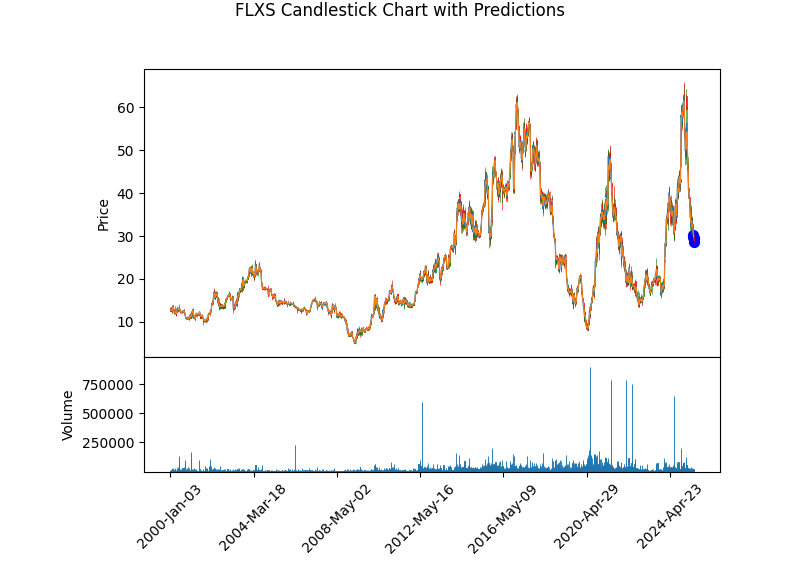 FLXS Candlestick Chart with Predictions
Price
60
50
40
30
20
10
Volume
750000
500000
250000
2000-Jan-03
2004-Mar-18
2008-May-02
2012-May-16
2016-May-09
2020-Apr-29
2024-Apr-23